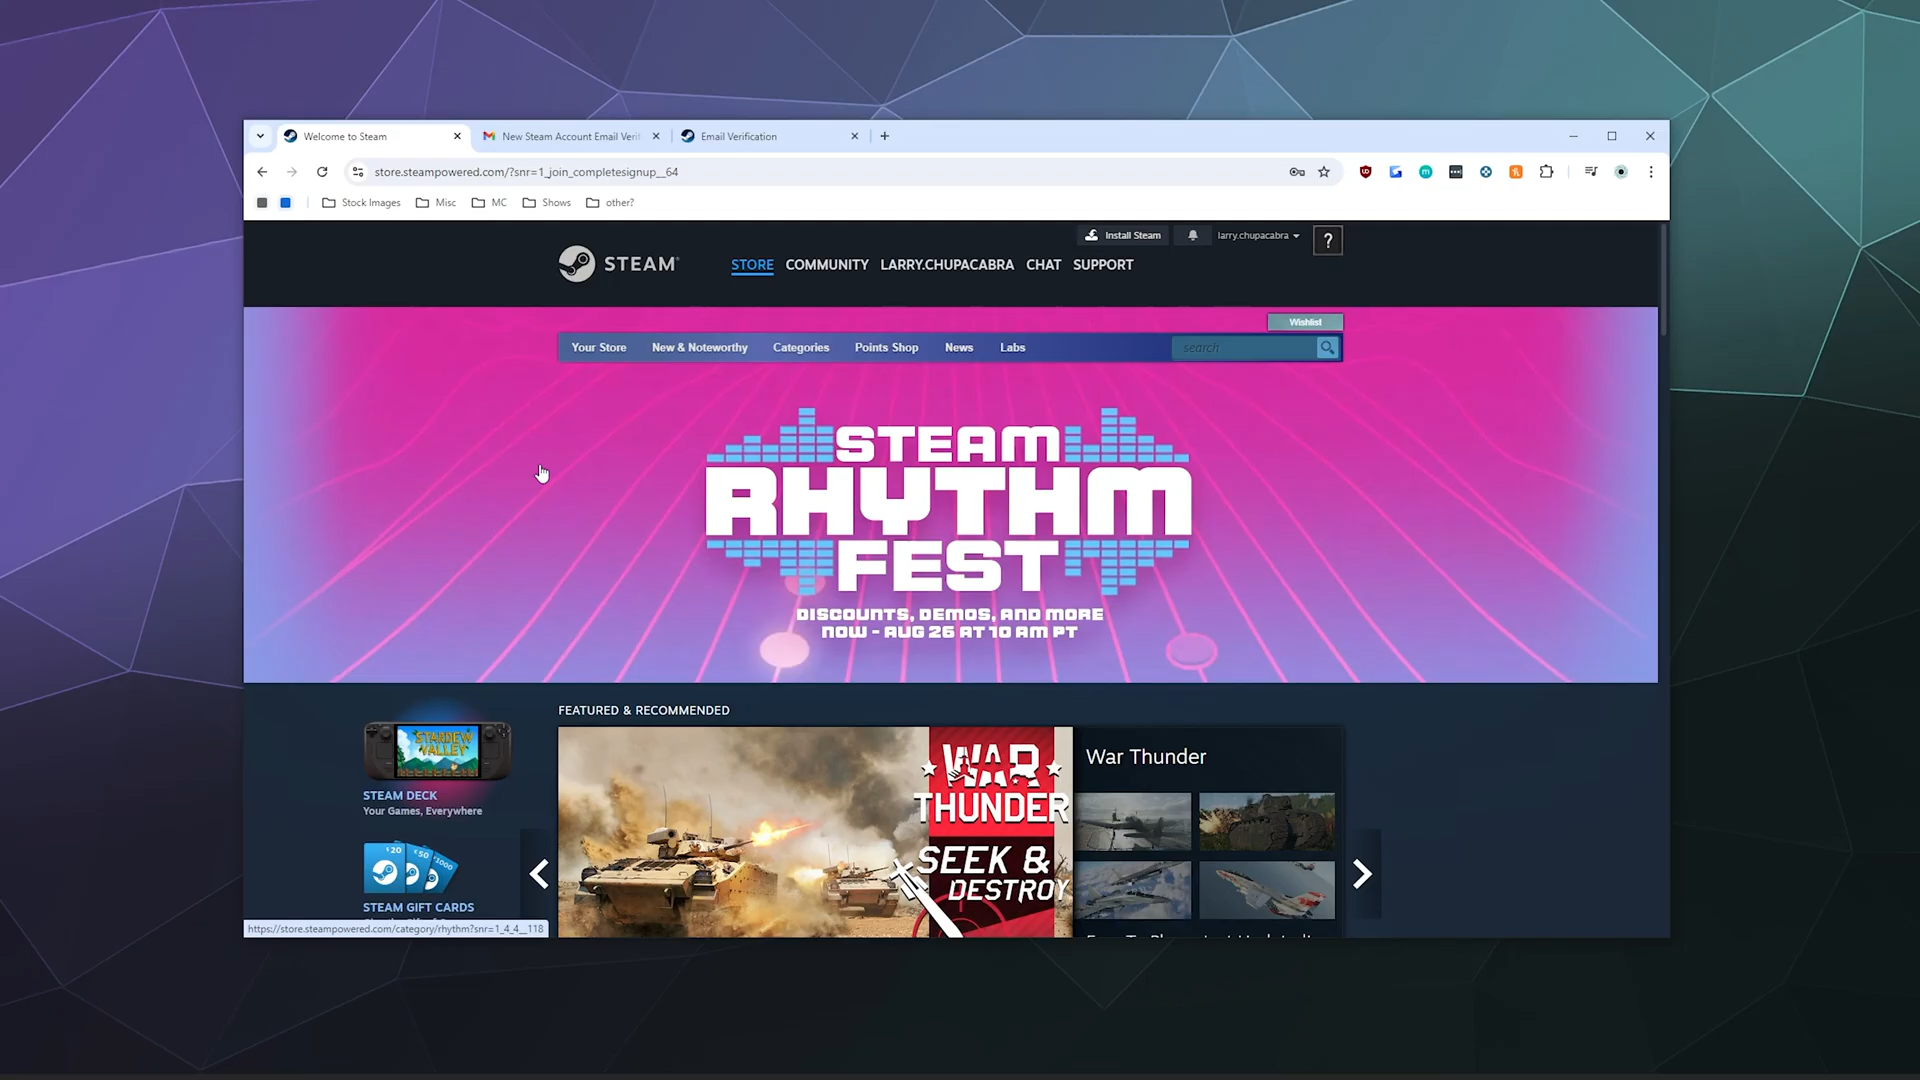 Welcome to Steam
New Steam Account Email Verif
Email Verification
store.steampowered.com/?snr=1_join_completesignup__64
Stock Images
Misc
MC
Shows
other?
Install Steam
larry.chupacabra
?
STEAM
STORE
COMMUNITY
LARRY.CHUPACABRA
CHAT
SUPPORT
Wishlist
Your Store
New & Noteworthy
Categories
Points Shop
News
Labs
search
STEAM
RHYTHM
FEST
DISCOUNTS, DEMOS, AND MORE
NOW - AUG 26 AT 10 AM PT
FEATURED & RECOMMENDED
STARDEW
VALLEY
STEAM DECK
Your Games, Everywhere
$20
$50
$1000
STEAM GIFT CARDS
WAR
THUNDER
SEEK &
DESTROY
War Thunder
https://store.steampowered.com/category/rhythm?snr=1_4_4__118